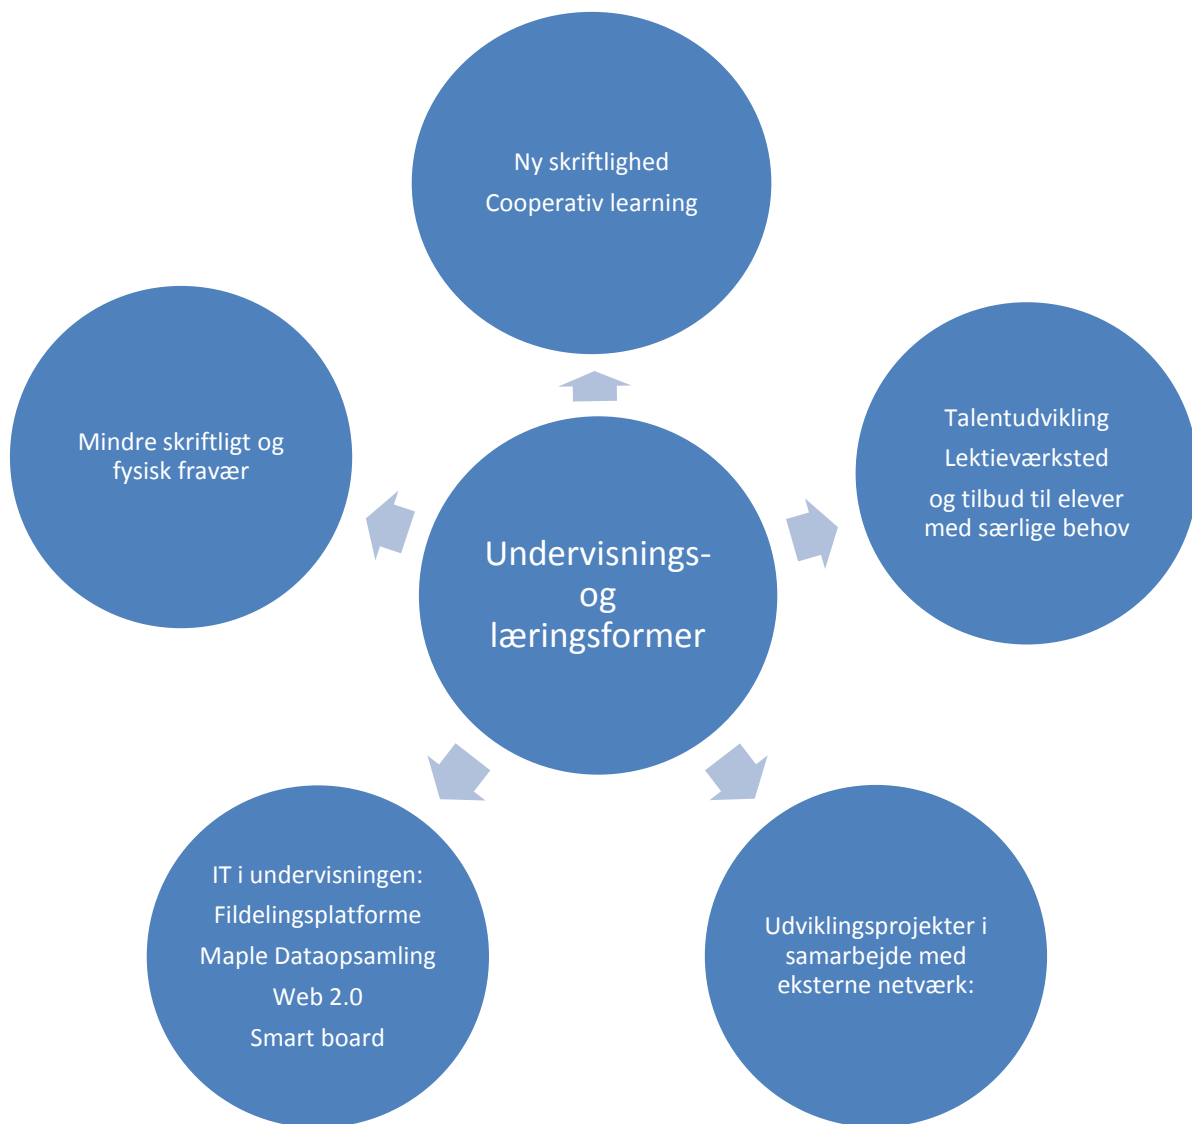 Ny skriftlighed
Cooperativ learning
Talentudvikling
Lektieværksted
og tilbud til elever
med særlige behov
Mindre skriftligt og
fysisk fravær
Undervisnings-
og
læringsformer
IT i undervisningen:
Fildelingsplatforme
Maple Dataopsamling
Web 2.0
Smart board
Udviklingsprojekter i
samarbejde med
eksterne netværk: